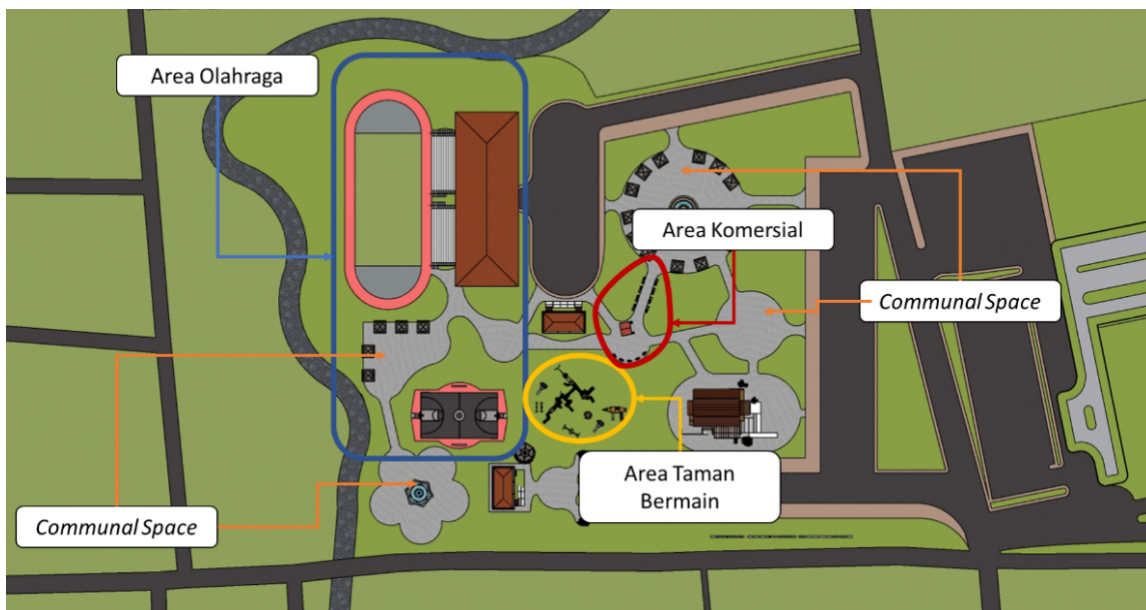 Area Olahraga
Area Komersial
Communal Space
Area Taman
Bermain
Communal Space